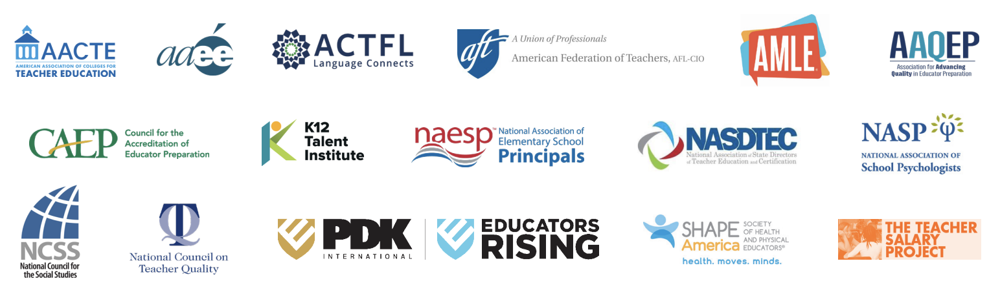 AACTE
AMERICAN ASSOCIATION OF COLLEGES FOR
TEACHER EDUCATION
aaéé
ACTFL
Language Connects
aft
A Union of Professionals
American Federation of Teachers, AFL-CIO
AMLE
AAQEP
Association for Advancing
Quality in Educator Preparation
CAEP
Council for the
Accreditation of
Educator Preparation
K12
Talent
Institute
naesp™
National Association of
Elementary School
Principals
NASDTEC
National Association of State Directors
of Teacher Education and Certification
NASP
NATIONAL ASSOCIATION OF
School Psychologists
NCSS
National Council for
the Social Studies
TQ
National Council on
Teacher Quality
PDK
INTERNATIONAL
EDUCATORS
RISING
SHAPE
America
SOCIETY
OF HEALTH
AND PHYSICAL
EDUCATORS®
health. moves. minds.
THE TEACHER
SALARY
PROJECT